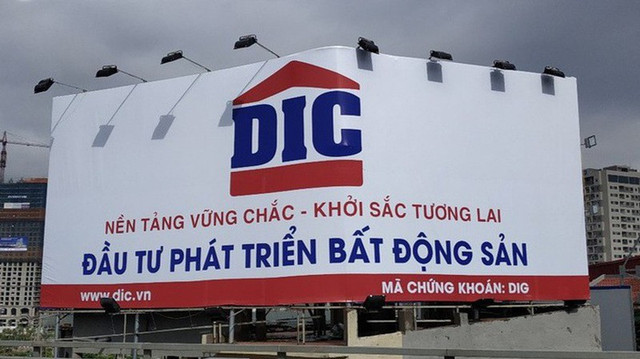 DIC
NỀN TẢNG VỮNG CHẮC - KHỞI SẮC TƯƠNG LAI
ĐẦU TƯ PHÁT TRIỂN BẤT ĐỘNG SẢN
www.dic.vn
MÃ CHỨNG KHOÁN: DIG